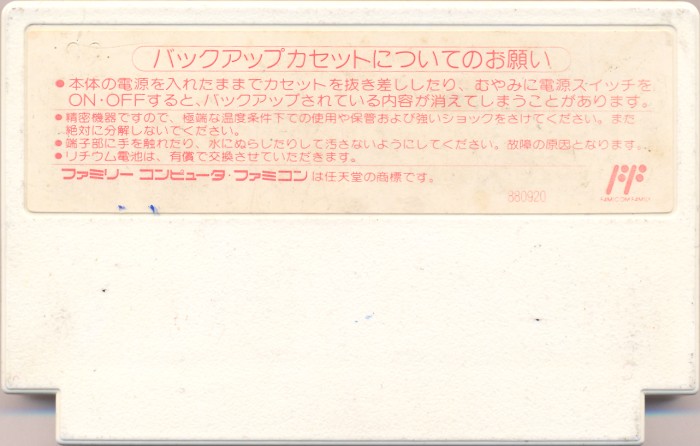 バックアップカセットについてのお願い
●本体の電源を入れたままでカセットを抜き差ししたり、むやみに電源スイッチを
ON・OFFすると、バックアップされている内容が消えてしまうことがあります。
●精密機器ですので、極端な温度条件下での使用や保管および強いショックをさけてください。また
絶対に分解しないでください。
●端子部に手を触れたり、水にぬらしたりして汚さないようにしてください。故障の原因となります。
●リチウム電池は、有償で交換させていただきます。
ファミリー コンピュータ・ファミコンは任天堂の商標です。
880920
FAMICOM FAMILY